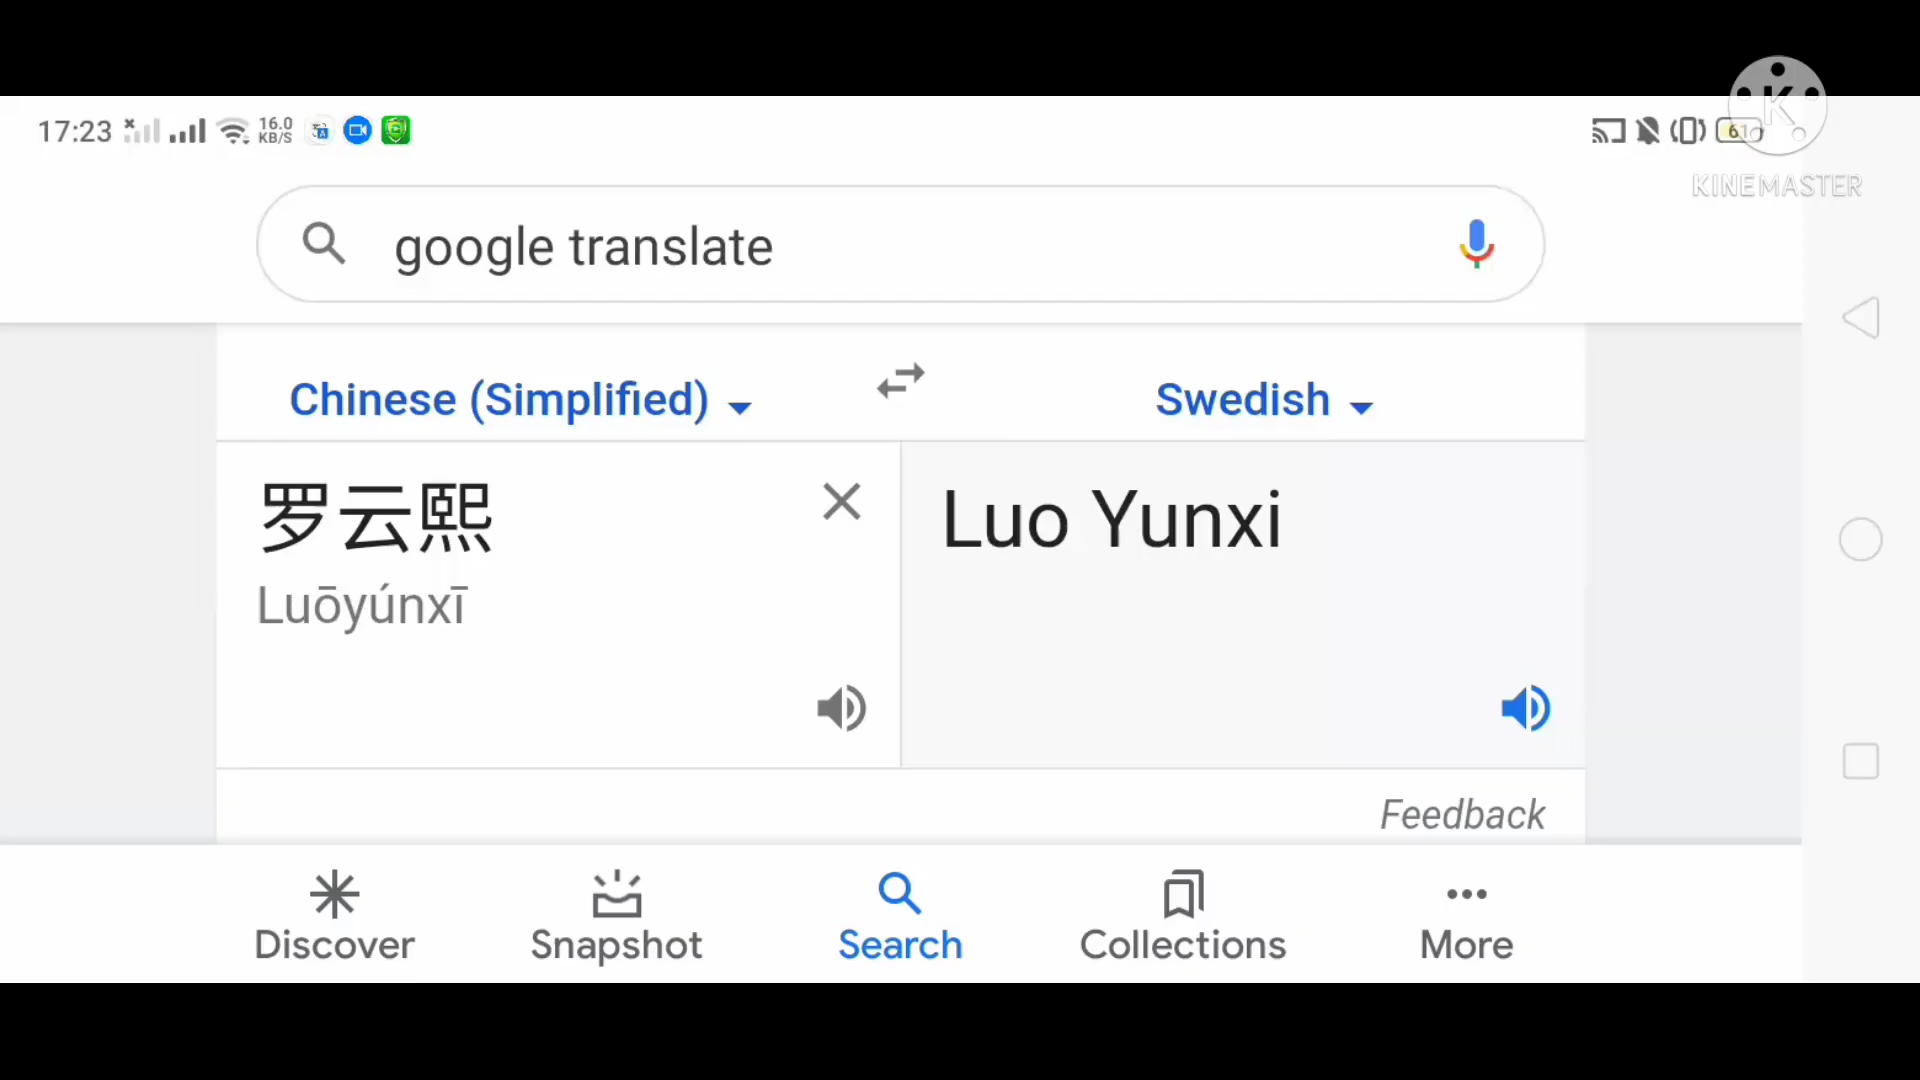 17:23 16.0 KB/S 61
KINEMASTER
google translate
Chinese (Simplified) Swedish
罗云熙 Luo Yunxi
Luōyúnxī
Feedback
Discover Snapshot Search Collections More